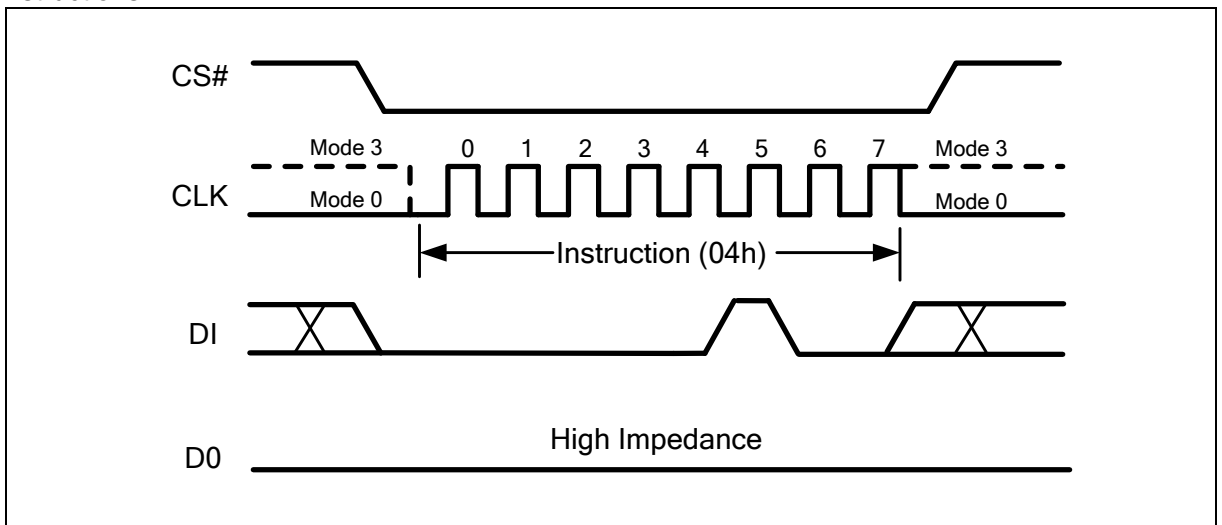 CS#
Mode 3 0 1 2 3 4 5 6 7 Mode 3
CLK
Mode 0 Mode 0
Instruction (04h)
DI
High Impedance
D0